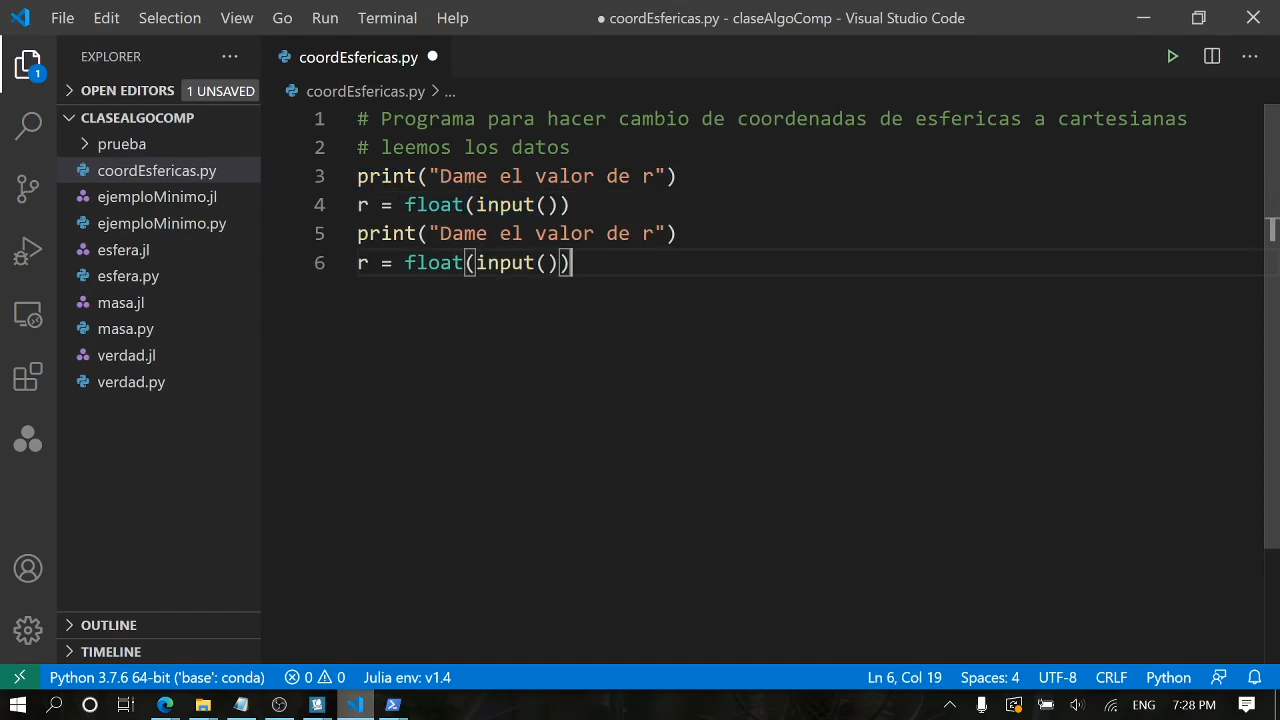 File Edit Selection View Go Run Terminal Help ● coordEsfericas.py - claseAlgoComp - Visual Studio Code
EXPLORER
coordEsfericas.py
OPEN EDITORS 1 UNSAVED
coordEsfericas.py > ...
CLASEALGOCOMP
prueba
coordEsfericas.py
ejemploMinimo.jl
ejemploMinimo.py
esfera.jl
esfera.py
masa.jl
masa.py
verdad.jl
verdad.py
OUTLINE
TIMELINE
1
1 # Programa para hacer cambio de coordenadas de esfericas a cartesianas
2 # leemos los datos
3 print("Dame el valor de r")
4 r = float(input())
5 print("Dame el valor de r")
6 r = float(input())
Python 3.7.6 64-bit ('base': conda) 0 0 Julia env: v1.4 Ln 6, Col 19 Spaces: 4 UTF-8 CRLF Python
ENG 7:28 PM